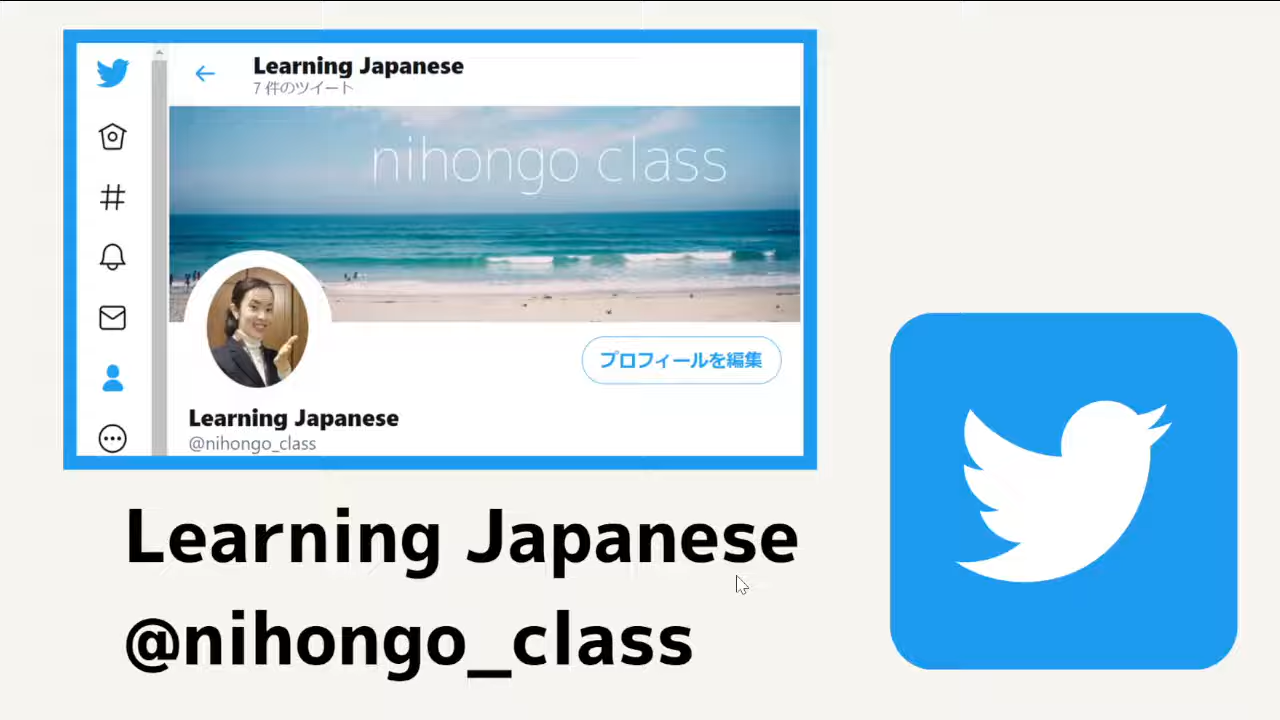 Learning Japanese
7 件のツイート
nihongo class
プロフィールを編集
Learning Japanese
@nihongo_class
Learning Japanese
@nihongo_class